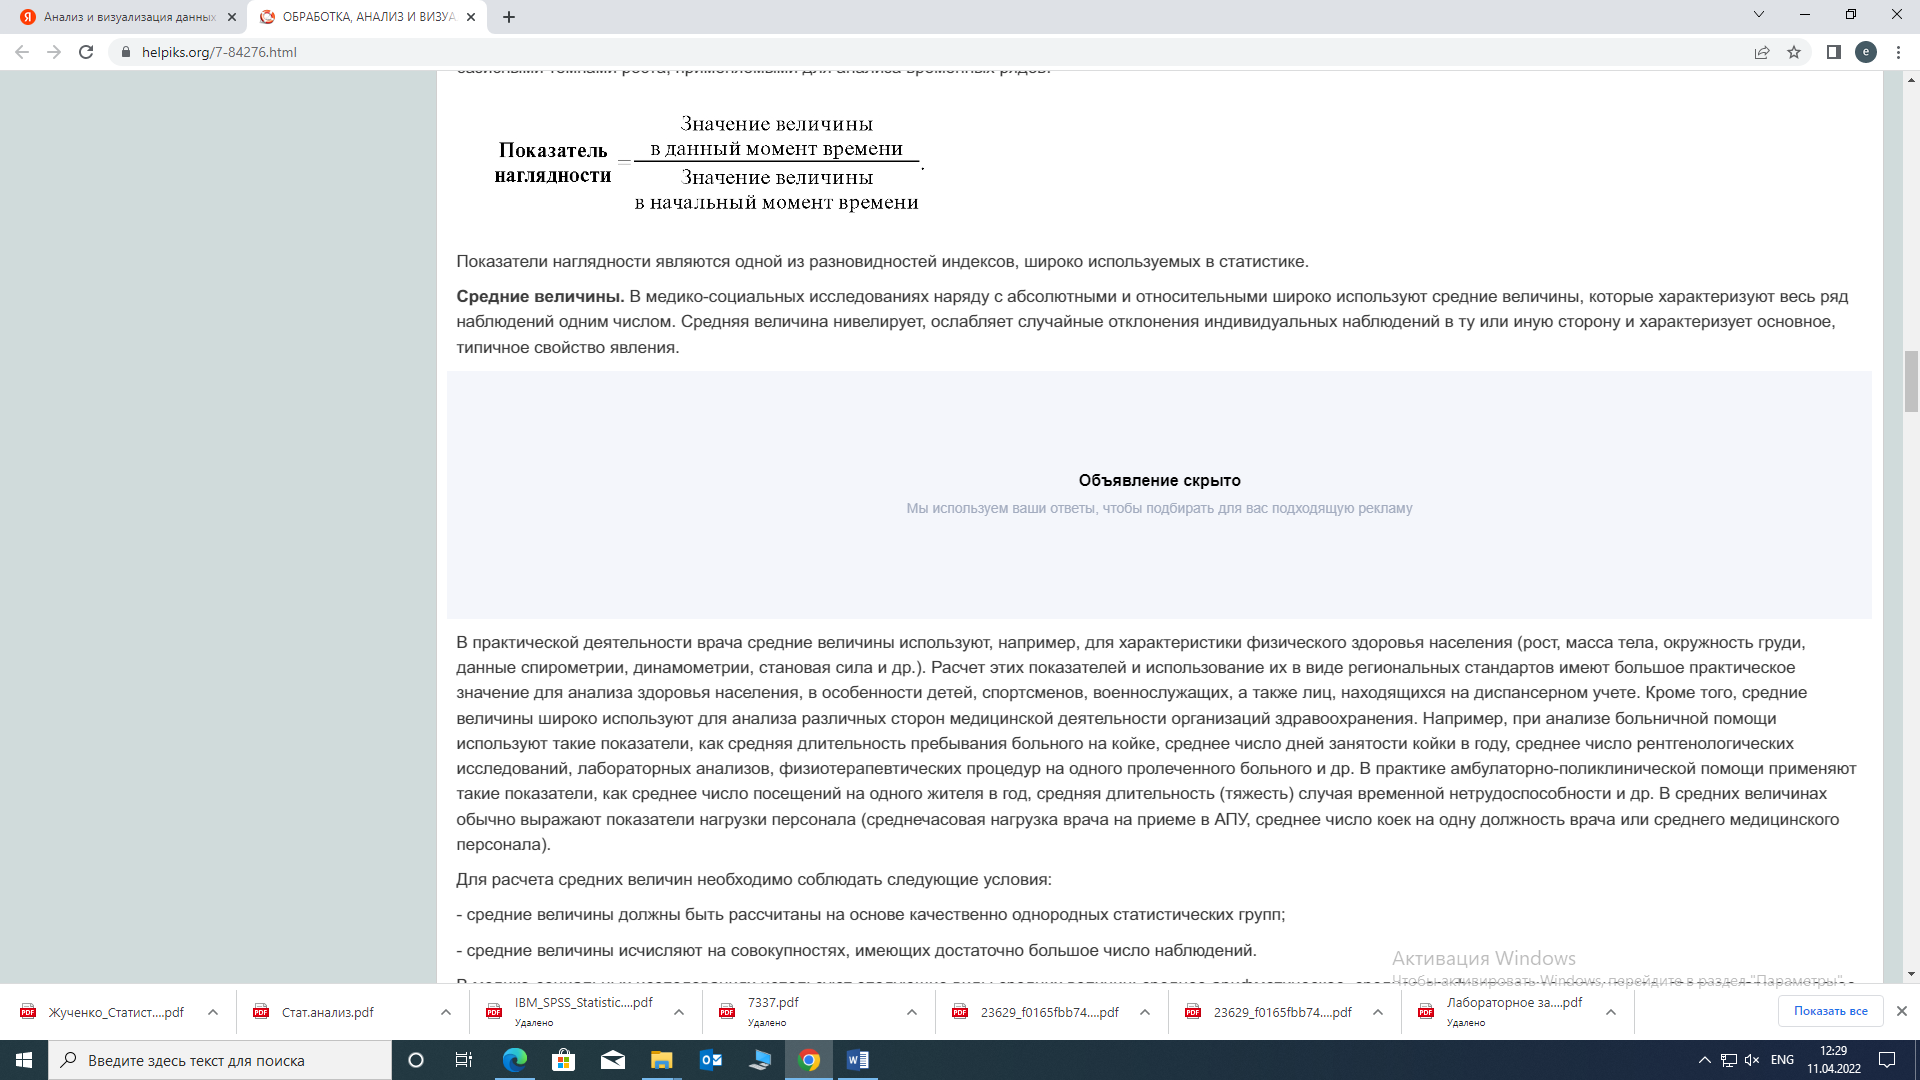 Анализ и визуализация данных
ОБРАБОТКА, АНАЛИЗ И ВИЗУА
helpiks.org/7-84276.html
e
базисными темпами роста, применяемыми для анализа временных рядов.
Показатель наглядности = Значение величины в данный момент времени
Значение величины в начальный момент времени .
Показатели наглядности являются одной из разновидностей индексов, широко используемых в статистике.
Средние величины. В медико-социальных исследованиях наряду с абсолютными и относительными широко используют средние величины, которые характеризуют весь ряд
наблюдений одним числом. Средняя величина нивелирует, ослабляет случайные отклонения индивидуальных наблюдений в ту или иную сторону и характеризует основное,
типичное свойство явления.
Объявление скрыто
Мы используем ваши ответы, чтобы подбирать для вас подходящую рекламу
В практической деятельности врача средние величины используют, например, для характеристики физического здоровья населения (рост, масса тела, окружность груди,
данные спирометрии, динамометрии, становая сила и др.). Расчет этих показателей и использование их в виде региональных стандартов имеют большое практическое
значение для анализа здоровья населения, в особенности детей, спортсменов, военнослужащих, а также лиц, находящихся на диспансерном учете. Кроме того, средние
величины широко используют для анализа различных сторон медицинской деятельности организаций здравоохранения. Например, при анализе больничной помощи
используют такие показатели, как средняя длительность пребывания больного на койке, среднее число дней занятости койки в году, среднее число рентгенологических
исследований, лабораторных анализов, физиотерапевтических процедур на одного пролеченного больного и др. В практике амбулаторно-поликлинической помощи применяют
такие показатели, как среднее число посещений на одного жителя в год, средняя длительность (тяжесть) случая временной нетрудоспособности и др. В средних величинах
обычно выражают показатели нагрузки персонала (среднечасовая нагрузка врача на приеме в АПУ, среднее число коек на одну должность врача или среднего медицинского
персонала).
Для расчета средних величин необходимо соблюдать следующие условия:
- средние величины должны быть рассчитаны на основе качественно однородных статистических групп;
- средние величины исчисляют на совокупностях, имеющих достаточно большое число наблюдений.
Активация Windows
Чтобы активировать Windows, перейдите в раздел "Параметры".
Жученко_Статист....pdf
Стат.анализ.pdf
IBM_SPSS_Statistic....pdf
Удалено
7337.pdf
Удалено
23629_f0165fbb74....pdf
23629_f0165fbb74....pdf
Лабораторное за....pdf
Удалено
Показать все
Введите здесь текст для поиска
ENG
12:29
11.04.2022